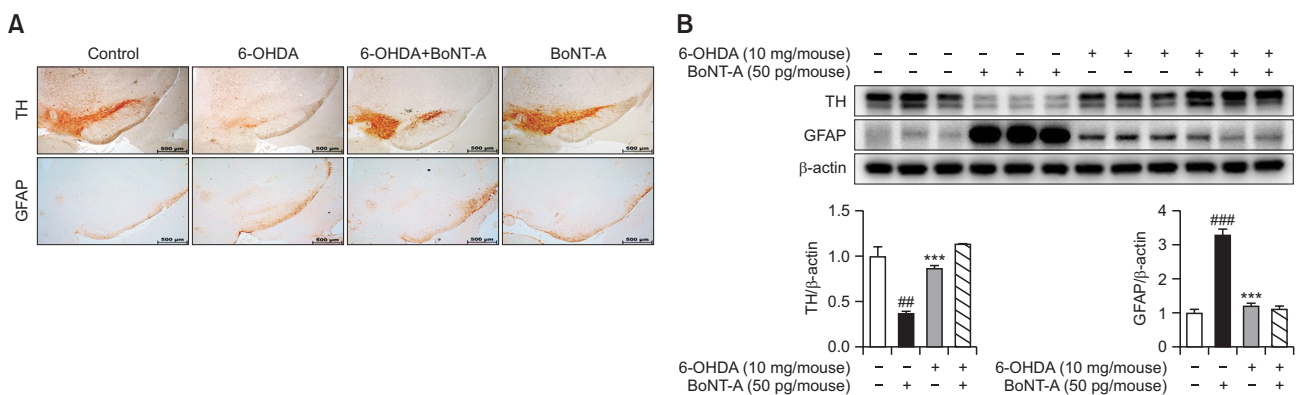 A
Control 6-OHDA 6-OHDA+BoNT-A BoNT-A
TH
500 µm 500 µm 500 µm 500 µm
GFAP
500 µm 500 µm 500 µm 500 µm
B
6-OHDA (10 mg/mouse) – – – – – – + + + + + +
BoNT-A (50 pg/mouse) – – – + + + – – – + + +
TH
GFAP
β-actin
TH/β-actin
1.5
1.0
0.5
0.0
##
***
6-OHDA (10 mg/mouse) – – + +
BoNT-A (50 pg/mouse) – + – +
GFAP/β-actin
4
3
2
1
0
###
***
6-OHDA (10 mg/mouse) – – + +
BoNT-A (50 pg/mouse) – + – +